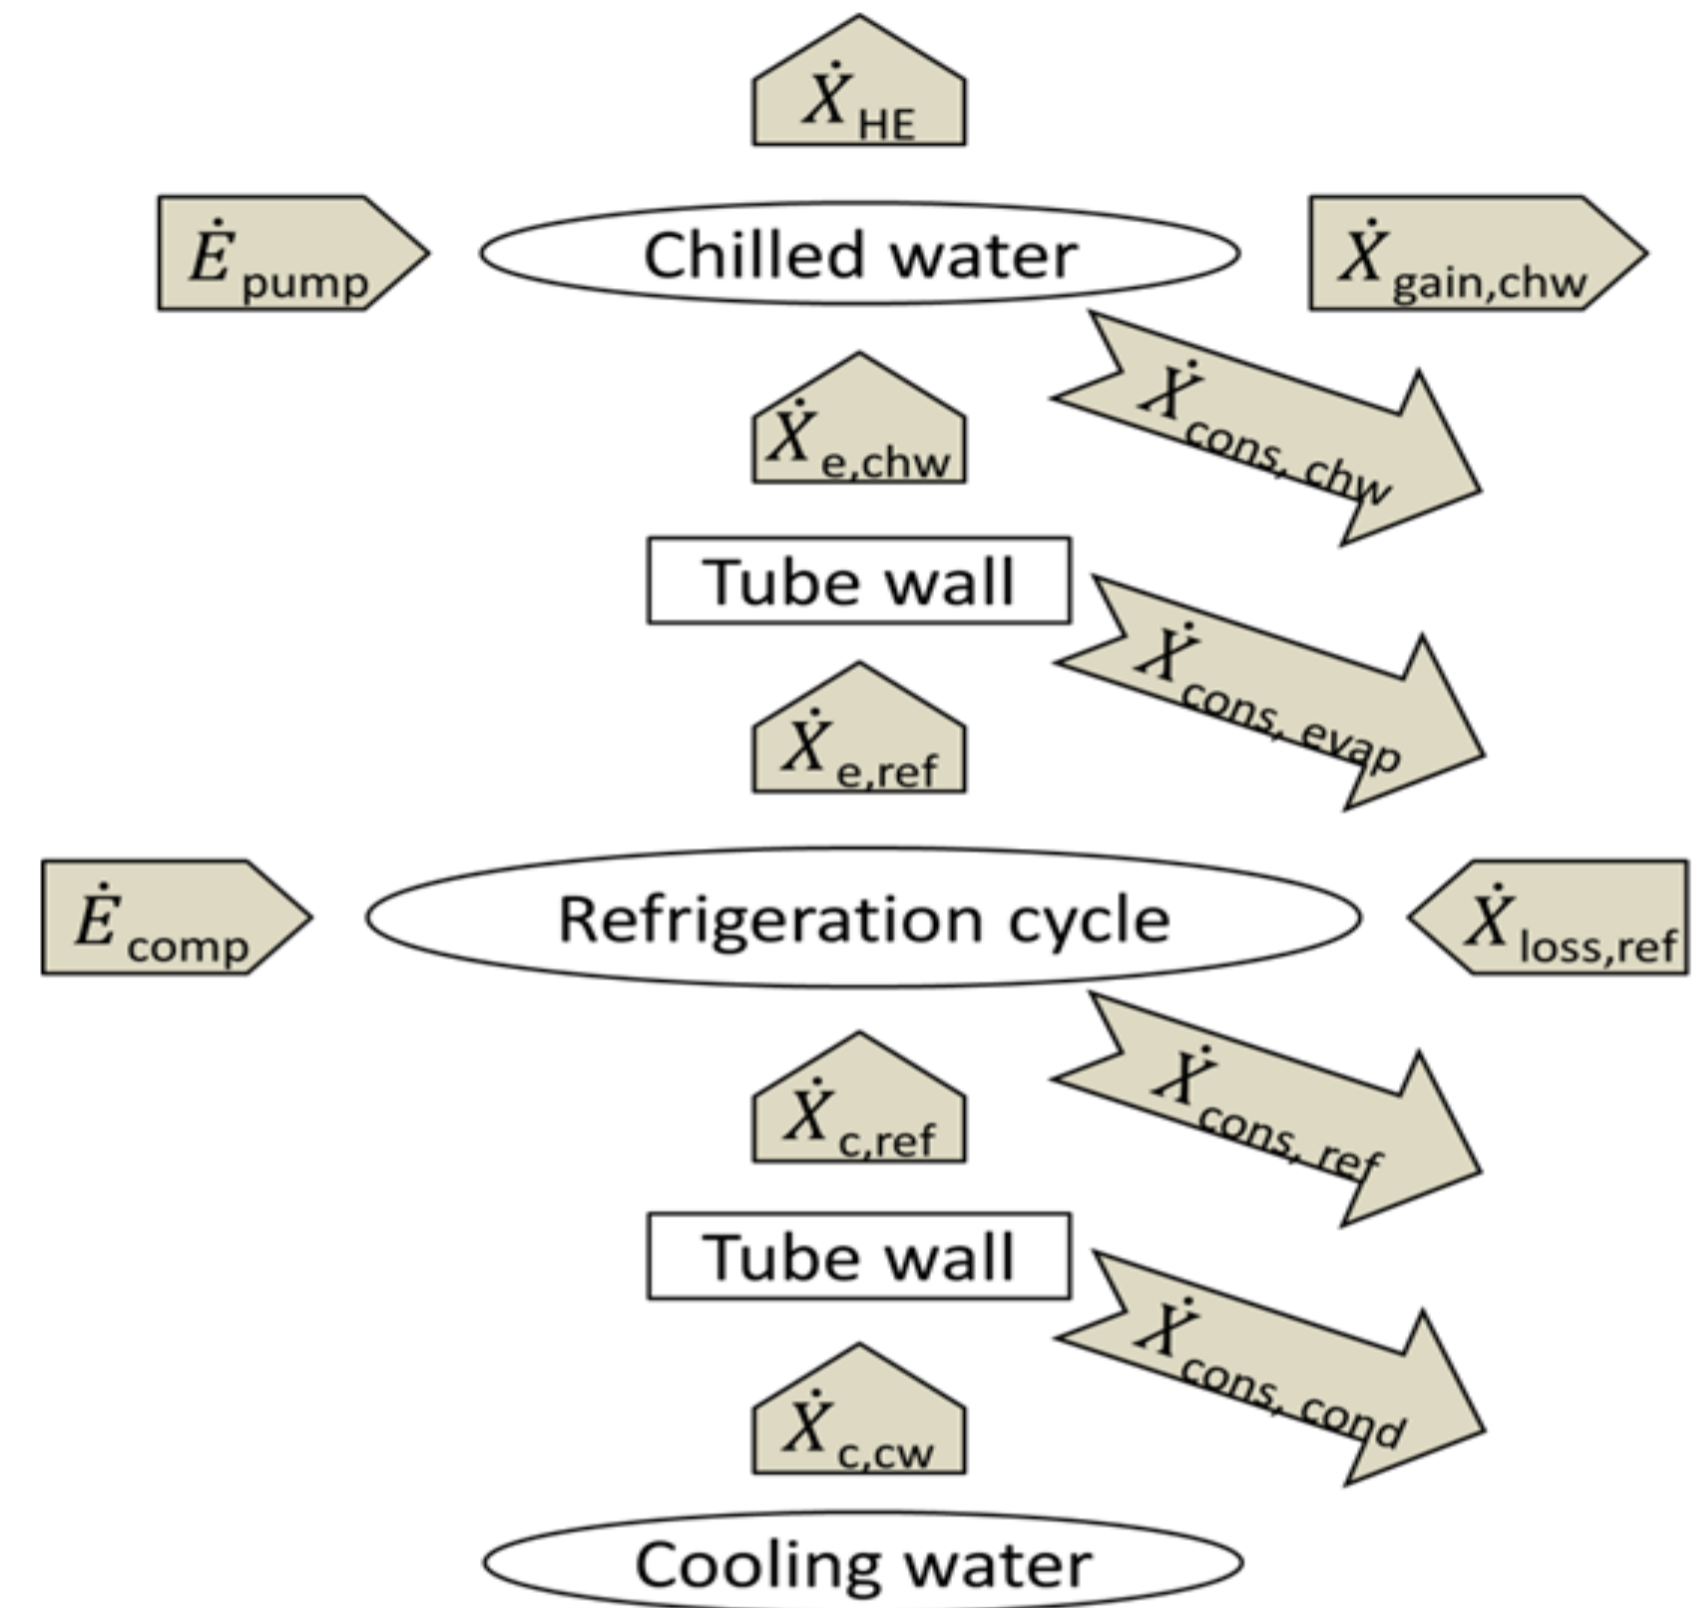 Ẋ HE
Ė pump
Chilled water
Ẋ gain,chw
Ẋ e,chw
Ẋ cons, chw
Tube wall
Ẋ e,ref
Ẋ cons, evap
Ė comp
Refrigeration cycle
Ẋ loss,ref
Ẋ c,ref
Ẋ cons, ref
Tube wall
Ẋ c,cw
Ẋ cons, cond
Cooling water